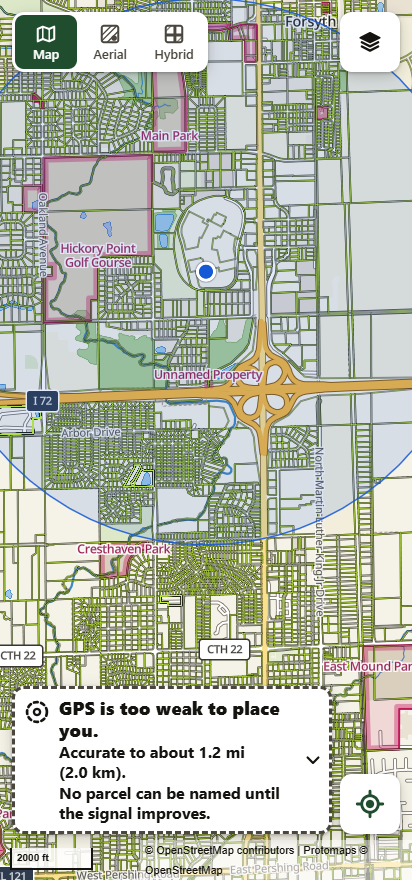 Forsyth
Map
Aerial
Hybrid
Main Park
Oakland Avenue
Hickory Point
Golf Course
Unnamed Property
I 72
Arbor Drive
North Martin Luther King Jr Drive
Cresthaven Park
CTH 22
CTH 22
East Mound Par
GPS is too weak to place
you.
Accurate to about 1.2 mi
(2.0 km).
No parcel can be named until
the signal improves.
2000 ft
© OpenStreetMap contributors | Protomaps ©
OpenStreetMap
IL 121
West Pershing Road
East Pershing Road